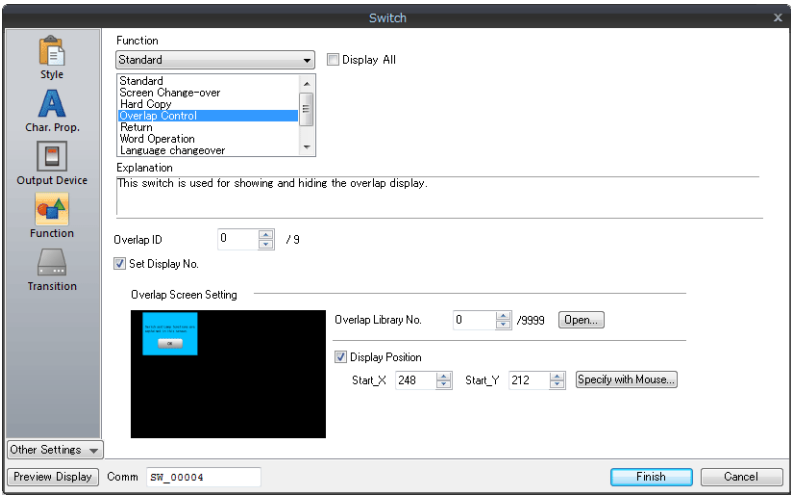 Switch
x
Style
Char. Prop.
Output Device
Function
Transition
Other Settings
Function
Standard
Display All
Standard
Screen Change-over
Hard Copy
Overlap Control
Return
Word Operation
Language changeover
Explanation
This switch is used for showing and hiding the overlap display.
Overlap ID 0 / 9
Set Display No.
Overlap Screen Setting
OK
Overlap Library No. 0 /9999 Open...
Display Position
Start_X 248 Start_Y 212 Specify with Mouse...
Preview Display Comm SW_00004 Finish Cancel